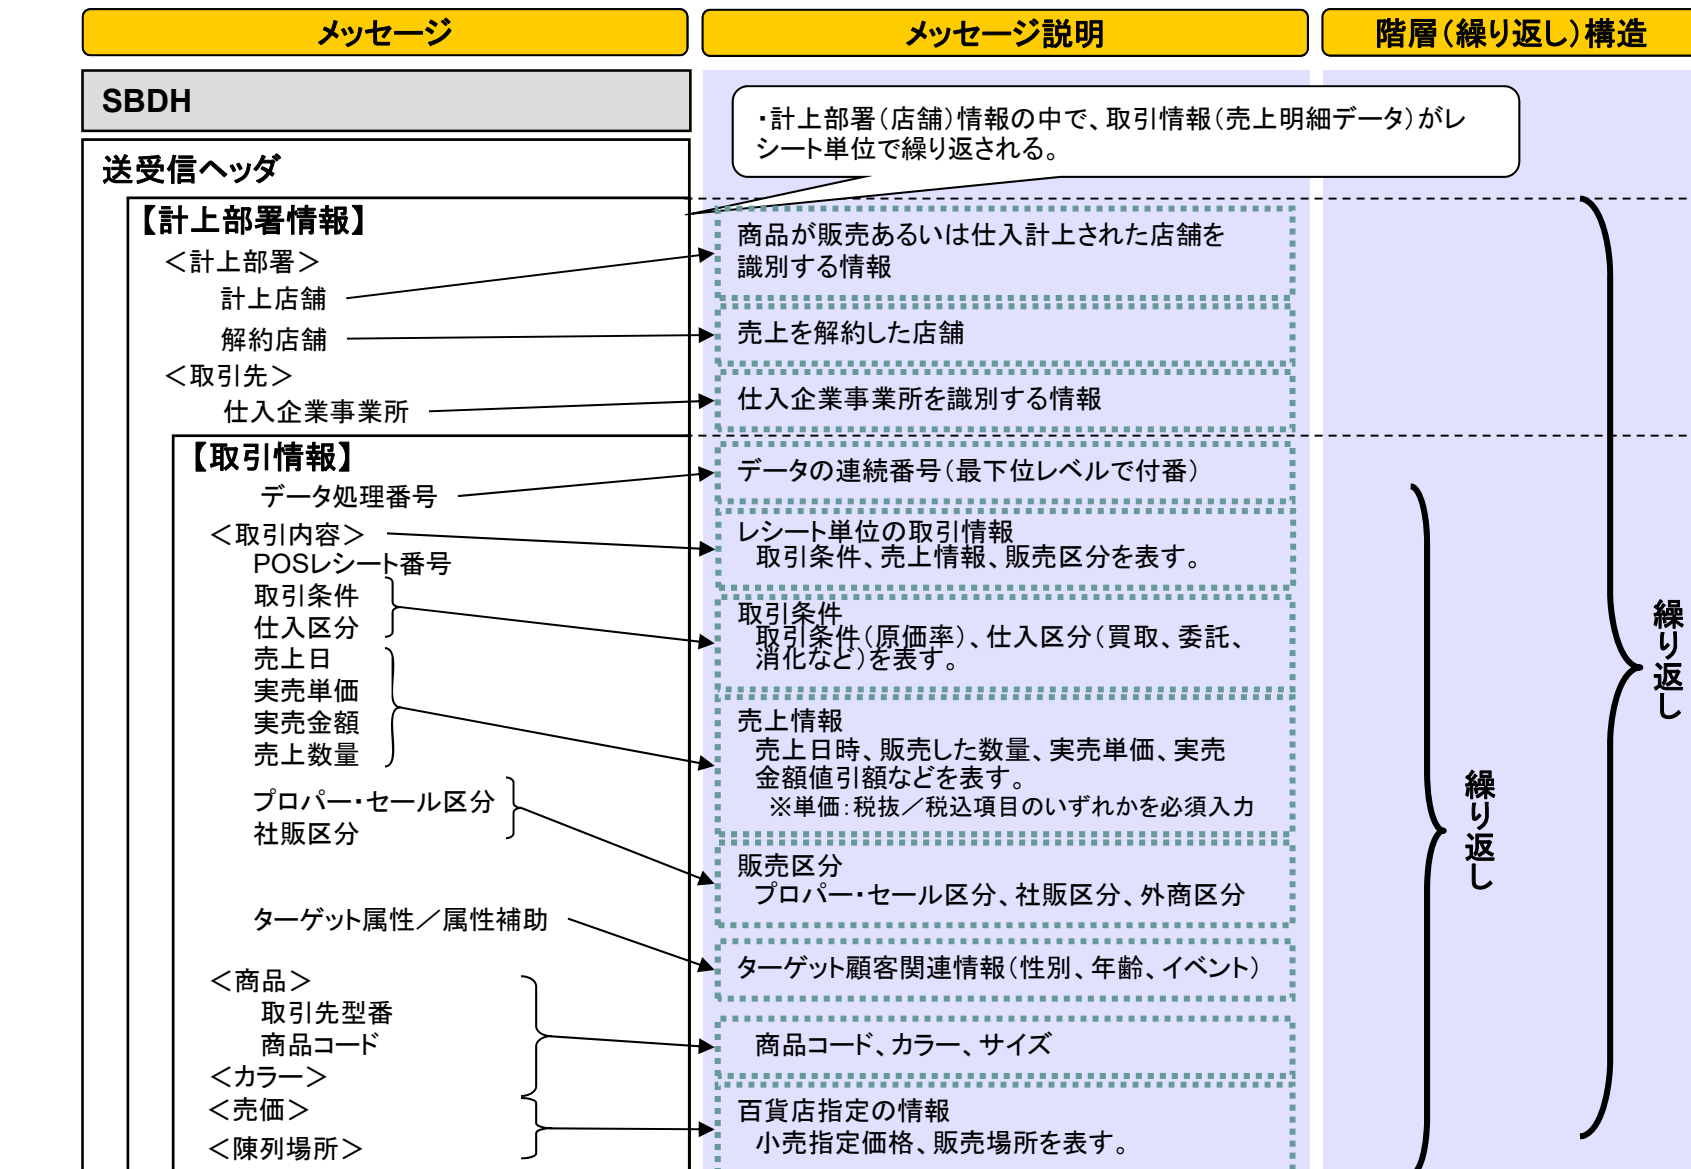 メッセージ
メッセージ説明
階層(繰り返し)構造
SBDH
・計上部署(店舗)情報の中で、取引情報(売上明細データ)がレ
シート単位で繰り返される。
送受信ヘッダ
【計上部署情報】
＜計上部署＞
計上店舗
解約店舗
＜取引先＞
仕入企業事業所
商品が販売あるいは仕入計上された店舗を
識別する情報
売上を解約した店舗
仕入企業事業所を識別する情報
【取引情報】
データ処理番号
＜取引内容＞
POSレシート番号
取引条件
仕入区分
売上日
実売単価
実売金額
売上数量
プロパー・セール区分
社販区分
ターゲット属性／属性補助
＜商品＞
取引先型番
商品コード
＜カラー＞
＜売価＞
＜陳列場所＞
データの連続番号(最下位レベルで付番)
レシート単位の取引情報
取引条件、売上情報、販売区分を表す。
取引条件
取引条件(原価率)、仕入区分(買取、委託、
消化など)を表す。
売上情報
売上日時、販売した数量、実売単価、実売
金額値引額などを表す。
※単価：税抜／税込項目のいずれかを必須入力
販売区分
プロパー・セール区分、社販区分、外商区分
ターゲット顧客関連情報(性別、年齢、イベント)
商品コード、カラー、サイズ
百貨店指定の情報
小売指定価格、販売場所を表す。
繰り返し
繰り返し